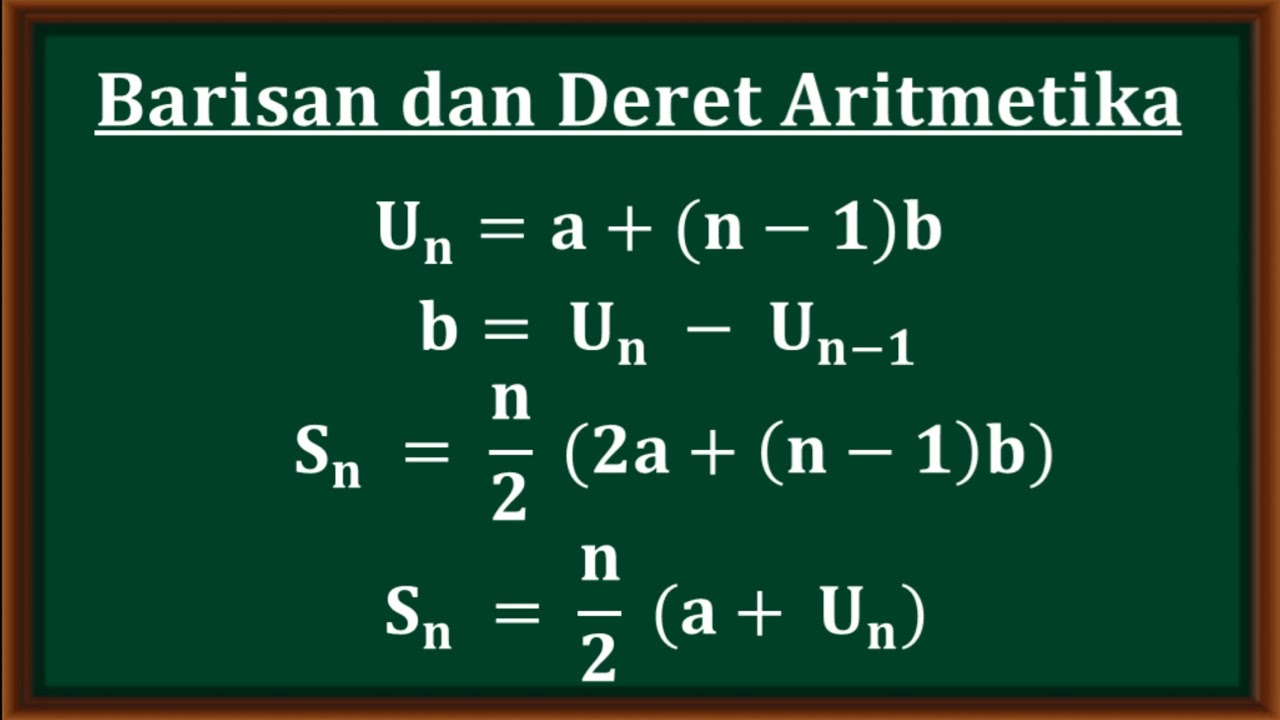 Barisan dan Deret Aritmetika
Uₙ = a + (n − 1)b
b = Uₙ − Uₙ₋₁
Sₙ = n/2 (2a + (n − 1)b)
Sₙ = n/2 (a + Uₙ)